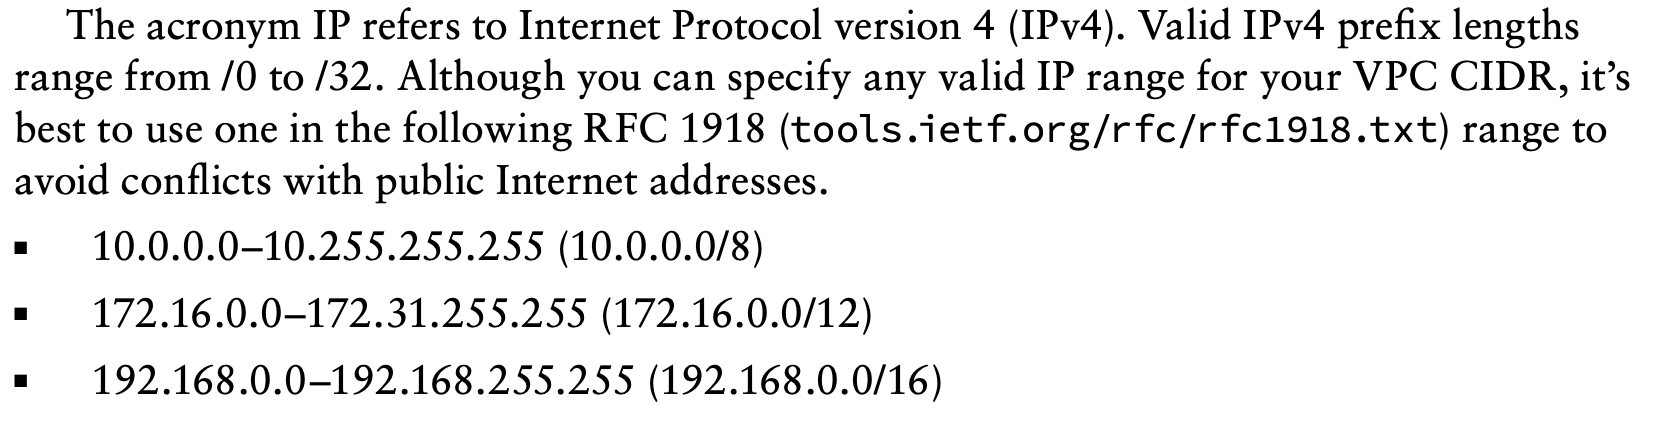 The acronym IP refers to Internet Protocol version 4 (IPv4). Valid IPv4 prefix lengths
range from /0 to /32. Although you can specify any valid IP range for your VPC CIDR, it’s
best to use one in the following RFC 1918 (tools.ietf.org/rfc/rfc1918.txt) range to
avoid conflicts with public Internet addresses.
▪ 10.0.0.0–10.255.255.255 (10.0.0.0/8)
▪ 172.16.0.0–172.31.255.255 (172.16.0.0/12)
▪ 192.168.0.0–192.168.255.255 (192.168.0.0/16)